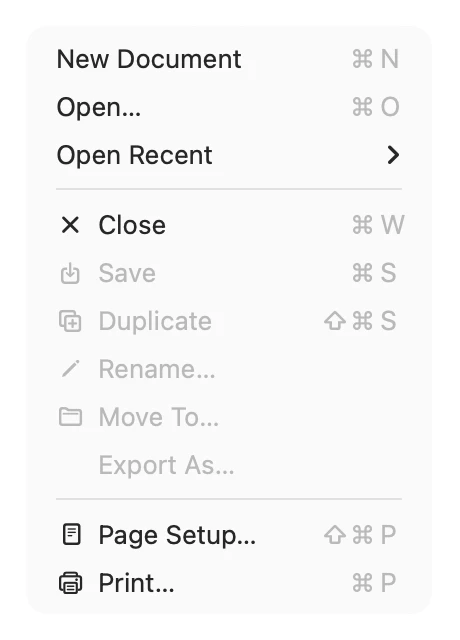 New Document ⌘ N
Open... ⌘ O
Open Recent
Close ⌘ W
Save ⌘ S
Duplicate ⇧ ⌘ S
Rename...
Move To...
Export As...
Page Setup... ⇧ ⌘ P
Print... ⌘ P